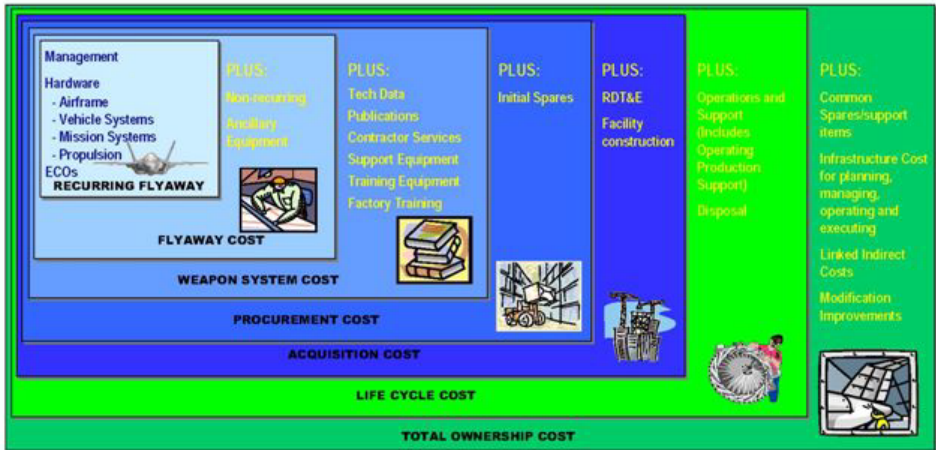 Management
Hardware
- Airframe
- Vehicle Systems
- Mission Systems
- Propulsion
ECOs
RECURRING FLYAWAY
PLUS:
Non-recurring
Ancillary
Equipment
FLYAWAY COST
PLUS:
Tech Data
Publications
Contractor Services
Support Equipment
Training Equipment
Factory Training
WEAPON SYSTEM COST
PLUS:
Initial Spares
PROCUREMENT COST
PLUS:
RDT&E
Facility
construction
ACQUISITION COST
PLUS:
Operations and
Support
(Includes
Operating
Production
Support)
Disposal
LIFE CYCLE COST
PLUS:
Common
Spares/support
items
Infrastructure Cost
for planning,
managing,
operating and
executing
Linked Indirect
Costs
Modification
Improvements
TOTAL OWNERSHIP COST